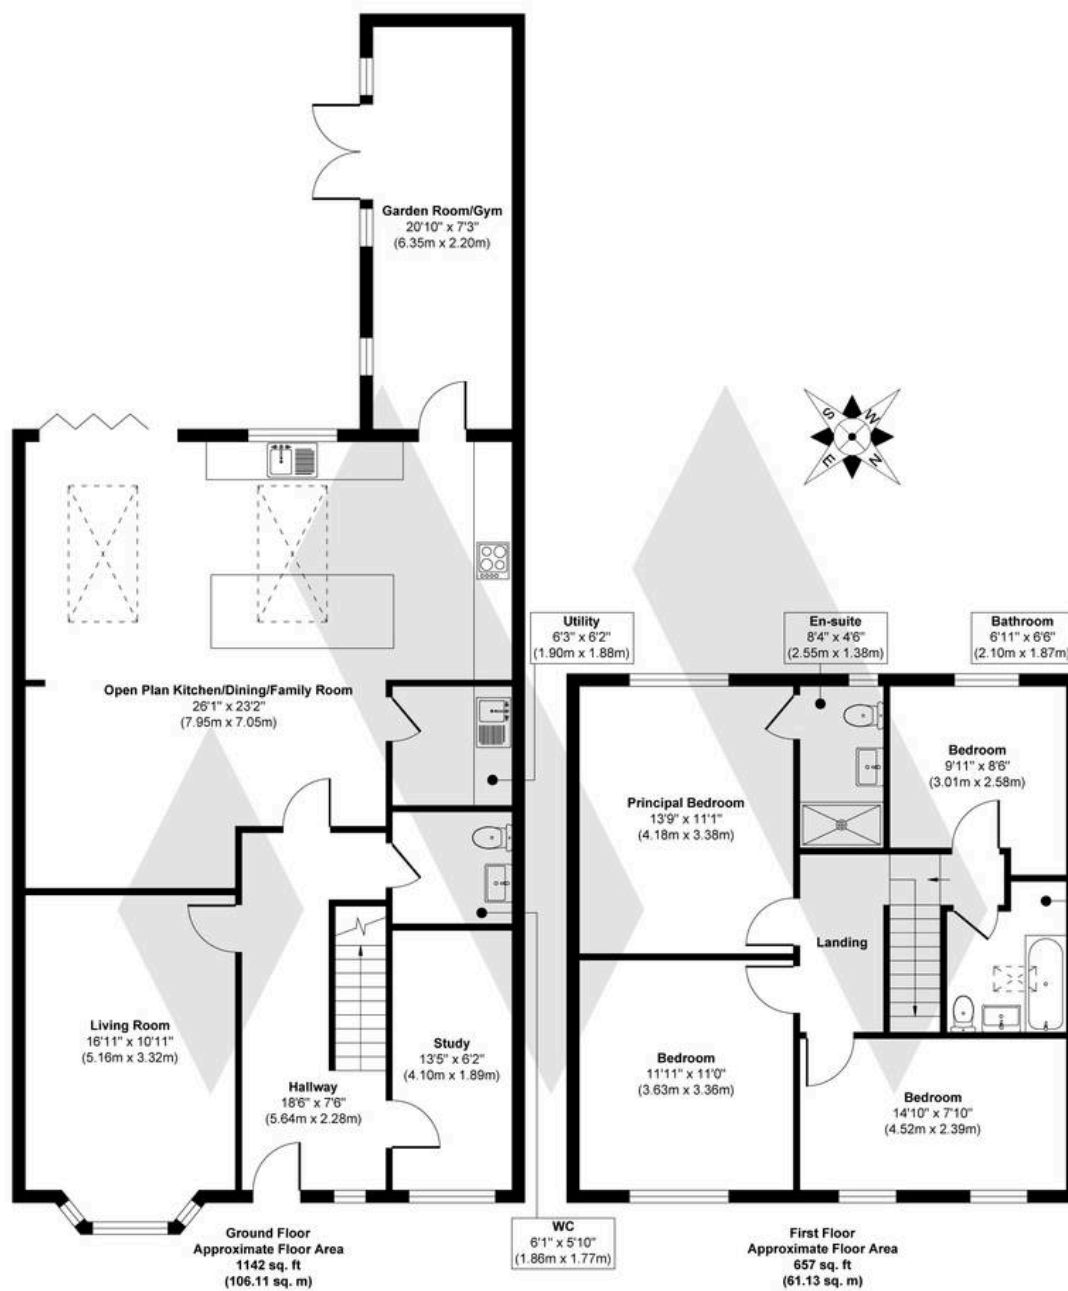 Garden Room/Gym
20'10" x 7'3"
(6.35m x 2.20m)
S
W
E
N
Utility
6'3" x 6'2"
(1.90m x 1.88m)
En-suite
8'4" x 4'6"
(2.55m x 1.38m)
Bathroom
6'11" x 6'6"
(2.10m x 1.87m)
Open Plan Kitchen/Dining/Family Room
26'1" x 23'2"
(7.95m x 7.05m)
Principal Bedroom
13'9" x 11'1"
(4.18m x 3.38m)
Bedroom
9'11" x 8'6"
(3.01m x 2.58m)
Landing
Living Room
16'11" x 10'11"
(5.16m x 3.32m)
Study
13'5" x 6'2"
(4.10m x 1.89m)
Hallway
18'6" x 7'6"
(5.64m x 2.28m)
Bedroom
11'11" x 11'0"
(3.63m x 3.36m)
Bedroom
14'10" x 7'10"
(4.52m x 2.39m)
WC
6'1" x 5'10"
(1.86m x 1.77m)
Ground Floor
Approximate Floor Area
1142 sq. ft
(106.11 sq. m)
First Floor
Approximate Floor Area
657 sq. ft
(61.13 sq. m)